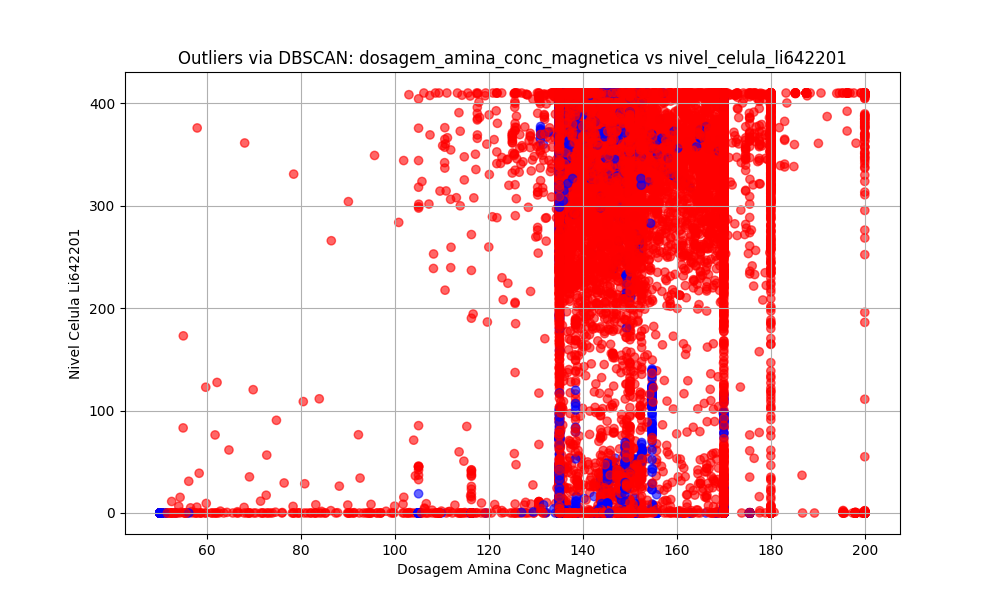 Outliers via DBSCAN: dosagem_amina_conc_magnetica vs nivel_celula_li642201
400
300
200
100
0
Nivel Celula Li642201
60 80 100 120 140 160 180 200
Dosagem Amina Conc Magnetica